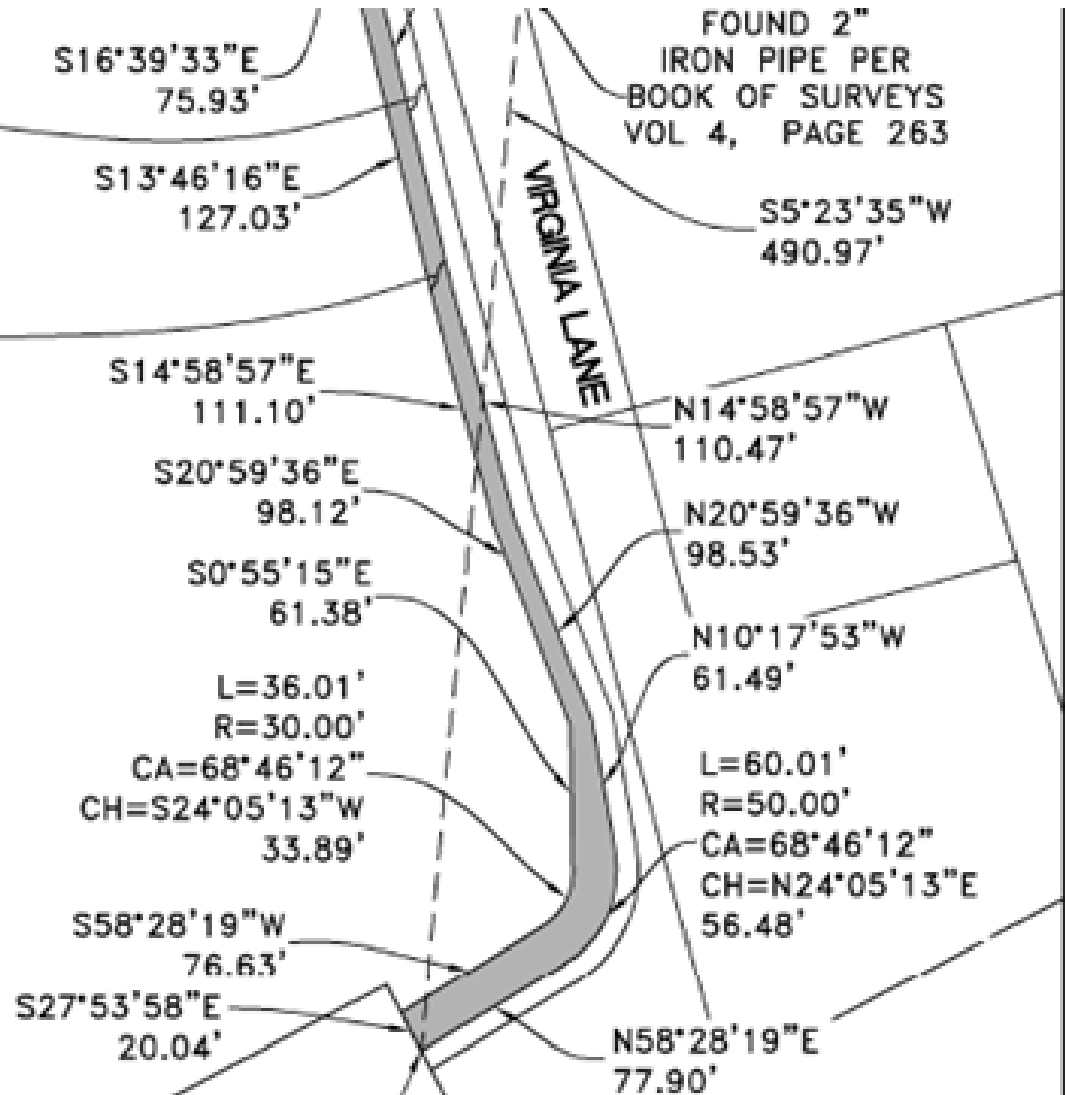 FOUND 2"
IRON PIPE PER
BOOK OF SURVEYS
VOL 4, PAGE 263
S16°39'33"E
75.93'
S13°46'16"E
127.03'
VIRGINIA LANE
S5°23'35"W
490.97'
S14°58'57"E
111.10'
N14°58'57"W
110.47'
S20°59'36"E
98.12'
N20°59'36"W
98.53'
S0°55'15"E
61.38'
N10°17'53"W
61.49'
L=36.01'
R=30.00'
CA=68°46'12"
CH=S24°05'13"W
33.89'
L=60.01'
R=50.00'
CA=68°46'12"
CH=N24°05'13"E
56.48'
S58°28'19"W
76.63'
S27°53'58"E
20.04'
N58°28'19"E
77.90'